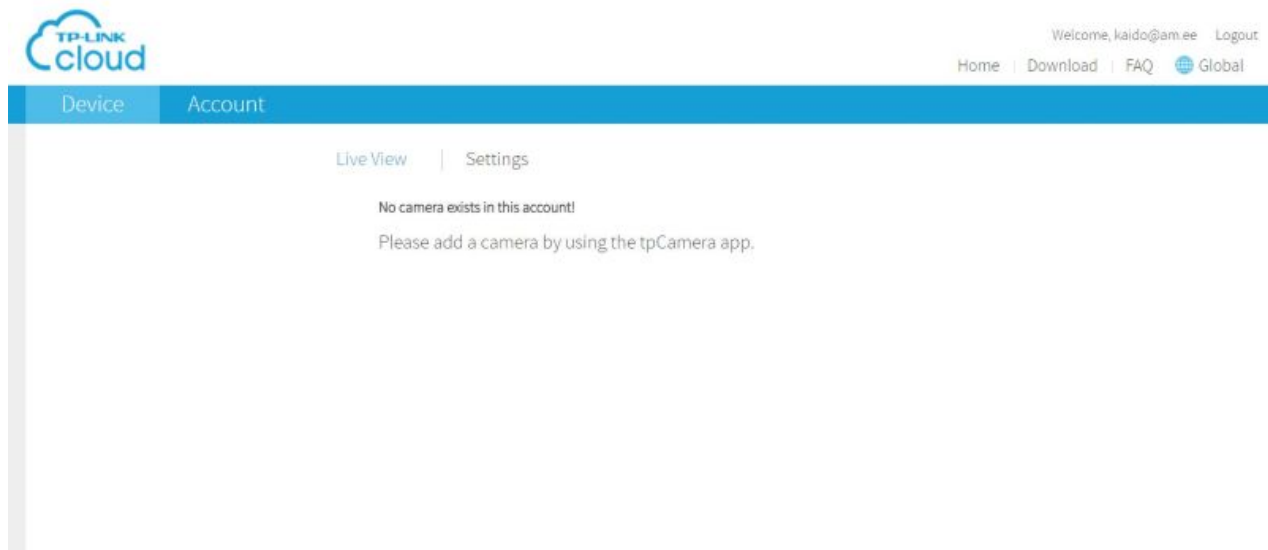 TP-LINK
cloud
Welcome, kaido@am.ee Logout
Home Download FAQ Global
Device Account
Live View Settings
No camera exists in this account!
Please add a camera by using the tpCamera app.